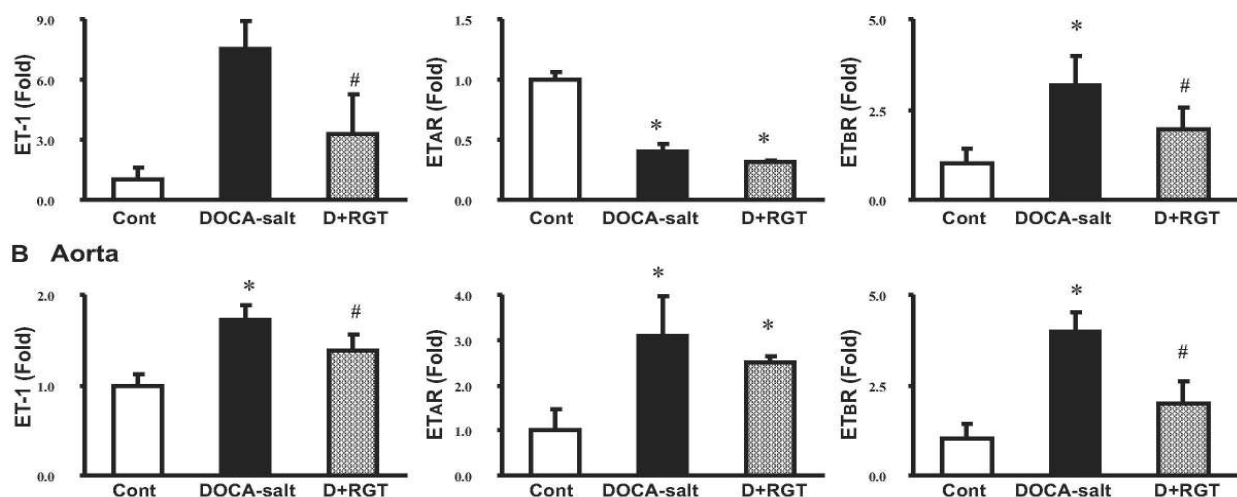 ET-1 (Fold)
9.0
6.0
3.0
0.0
#
Cont DOCA-salt D+RGT
ETAR (Fold)
1.5
1.0
0.5
0.0
*
*
Cont DOCA-salt D+RGT
ETBR (Fold)
5.0
2.5
0.0
*
#
Cont DOCA-salt D+RGT
B Aorta
ET-1 (Fold)
2.0
1.0
0.0
*
#
Cont DOCA-salt D+RGT
ETAR (Fold)
4.0
3.0
2.0
1.0
0.0
*
*
Cont DOCA-salt D+RGT
ETBR (Fold)
5.0
2.5
0.0
*
#
Cont DOCA-salt D+RGT